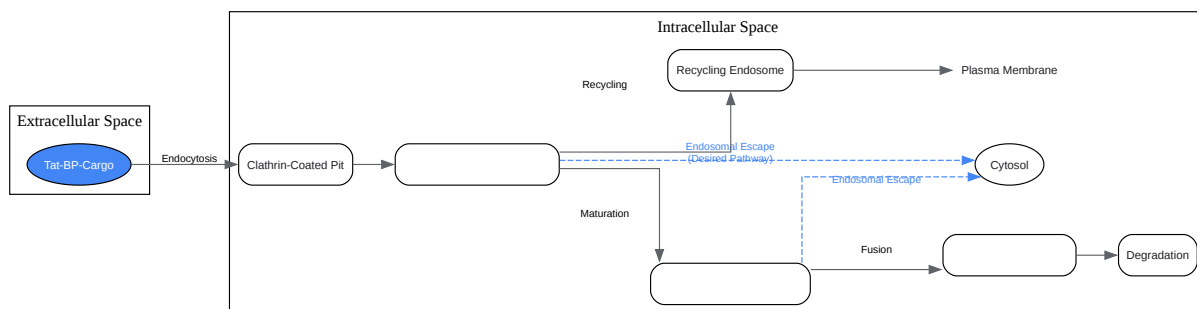 Intracellular Space
Recycling Endosome
Plasma Membrane
Recycling
Extracellular Space
Tat-BP-Cargo
Endocytosis
Clathrin-Coated Pit
Endosomal Escape
(Desired Pathway)
Cytosol
Endosomal Escape
Maturation
Fusion
Degradation